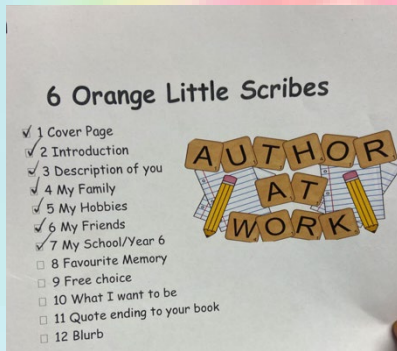 6 Orange Little Scribes
✓ 1 Cover Page
✓ 2 Introduction
✓ 3 Description of you
✓ 4 My Family
✓ 5 My Hobbies
✓ 6 My Friends
✓ 7 My School/Year 6
□ 8 Favourite Memory
□ 9 Free choice
□ 10 What I want to be
□ 11 Quote ending to your book
□ 12 Blurb
AUTHOR
AT
WORK